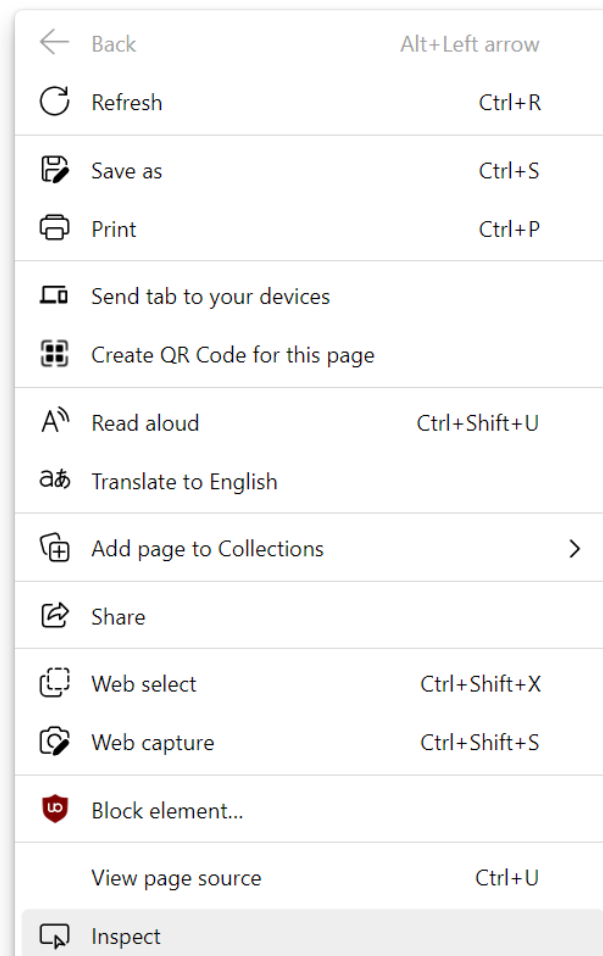 Back Alt+Left arrow
Refresh Ctrl+R
Save as Ctrl+S
Print Ctrl+P
Send tab to your devices
Create QR Code for this page
Read aloud Ctrl+Shift+U
Translate to English
Add page to Collections
Share
Web select Ctrl+Shift+X
Web capture Ctrl+Shift+S
Block element...
View page source Ctrl+U
Inspect